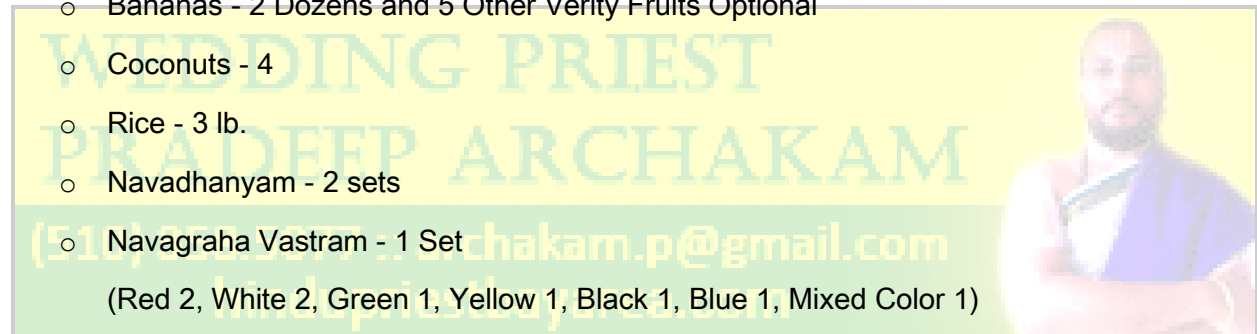 o Bananas - 2 Dozens and 5 Other Verity Fruits Optional
WEDDING PRIEST
o Coconuts - 4
o Rice - 3 lb.
PRADEEP ARCHAKAM
o Navadhanyam - 2 sets
o Navagraha Vastram - 1 Set
archakam.p@gmail.com
(Red 2, White 2, Green 1, Yellow 1, Black 1, Blue 1, Mixed Color 1)